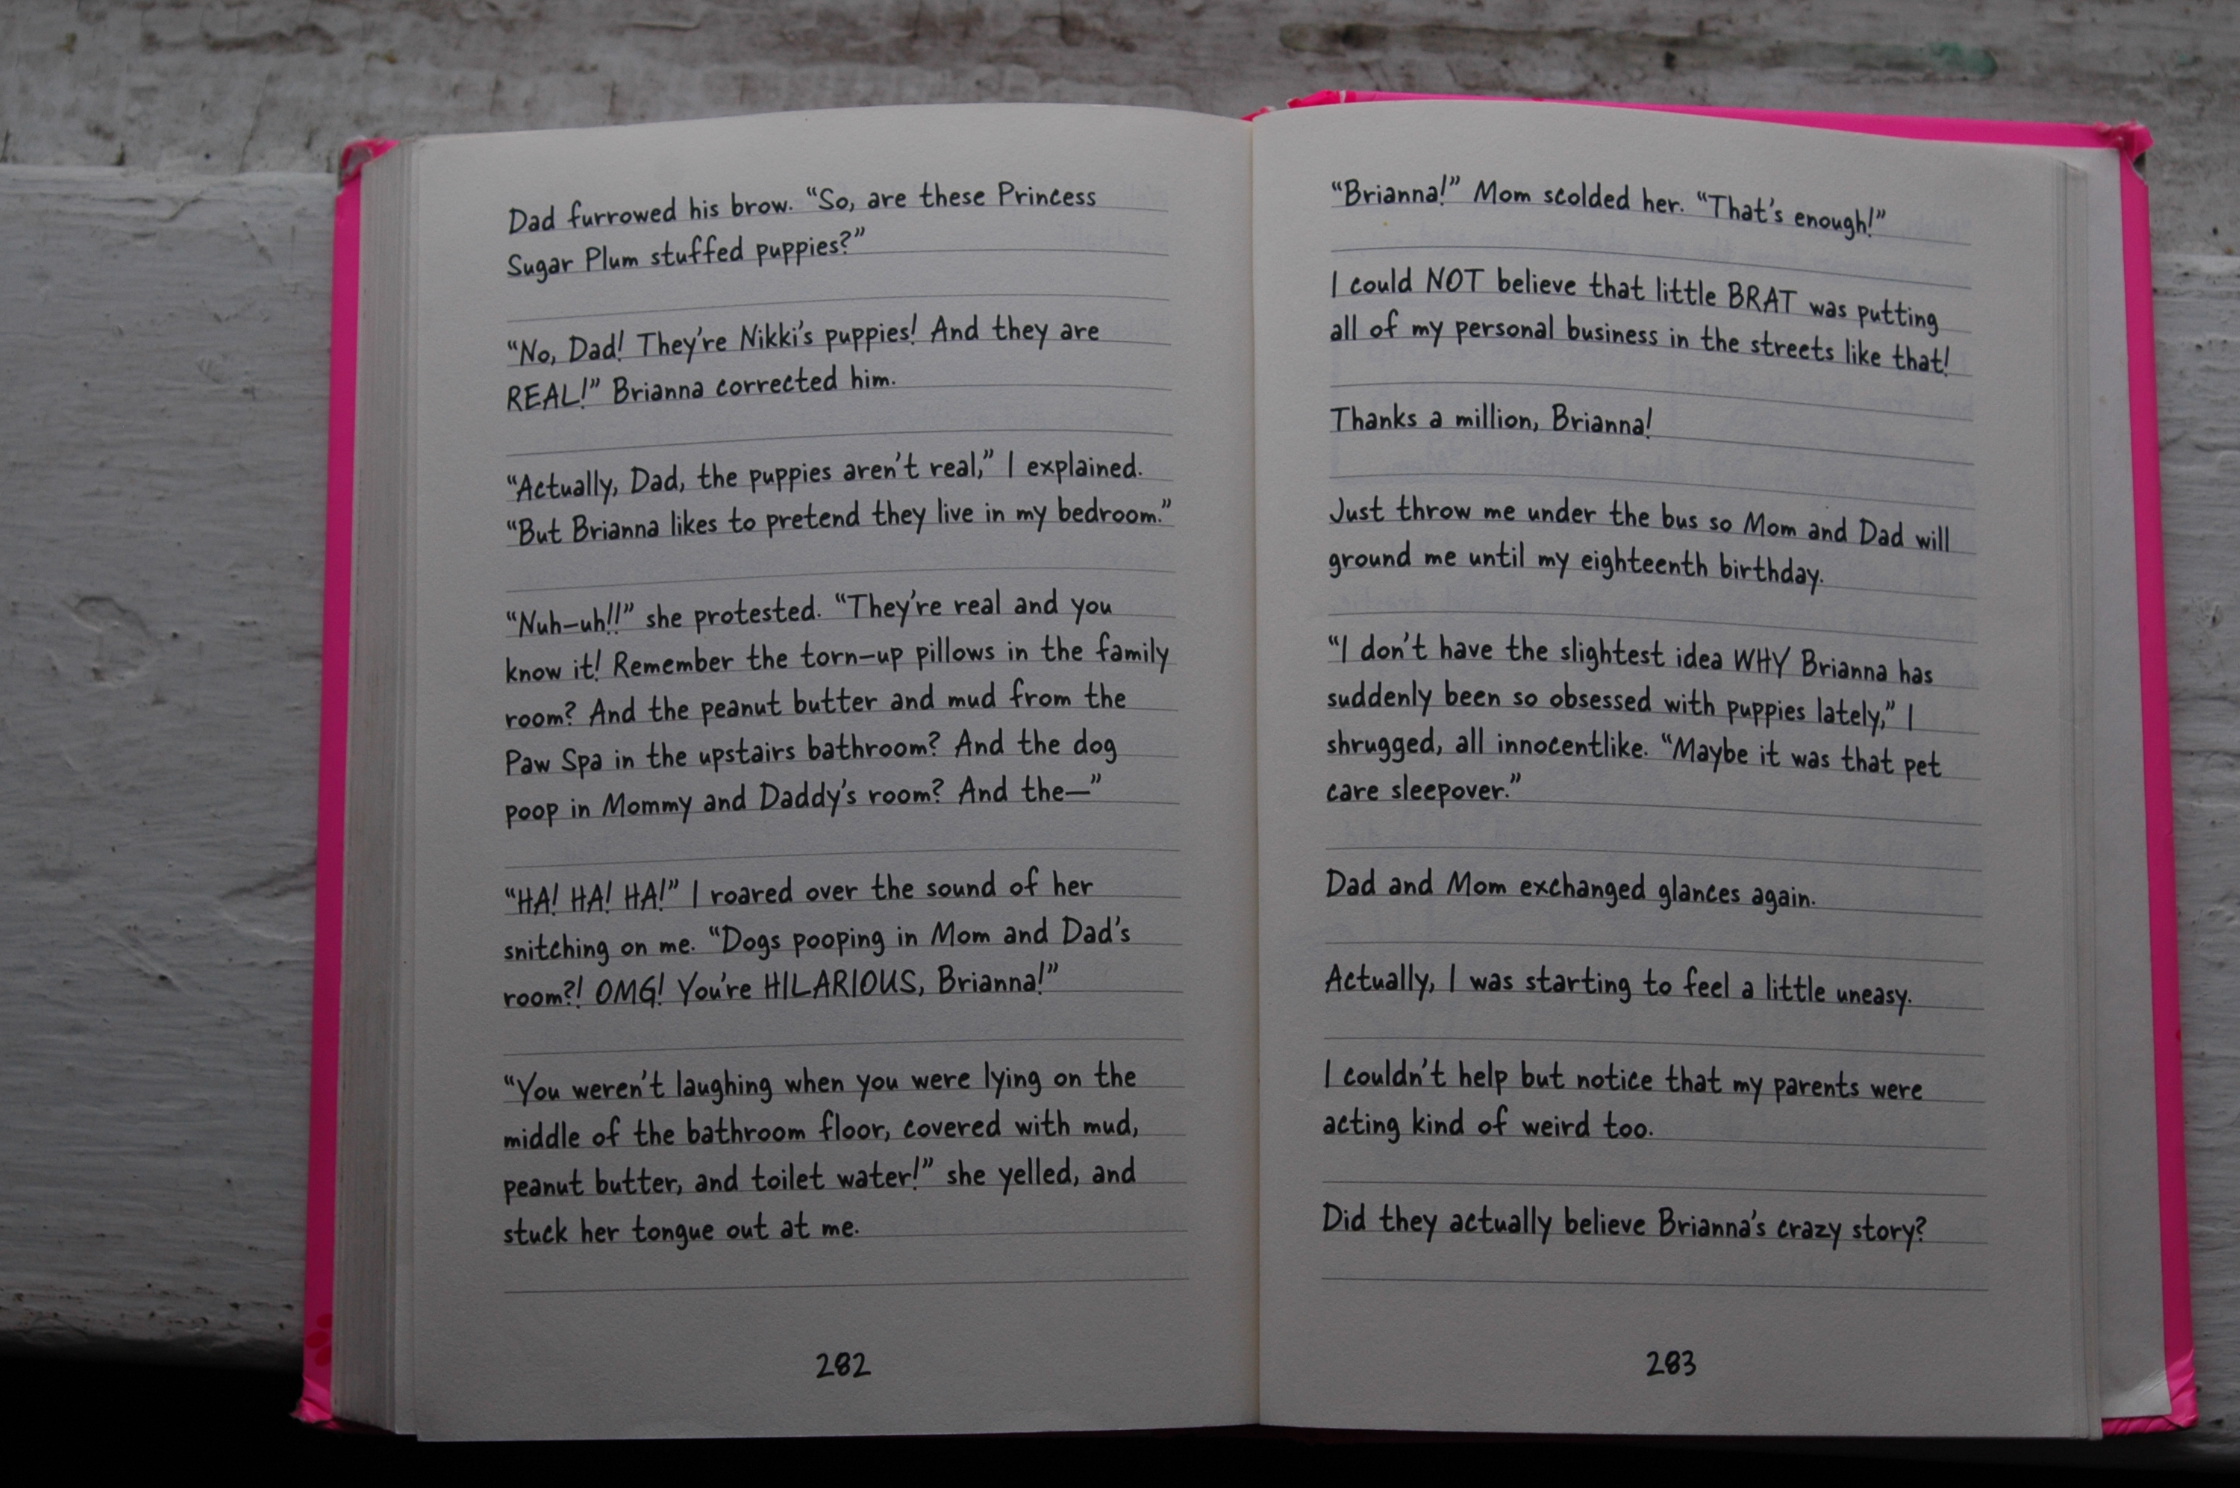 Dad furrowed his brow. “So, are these Princess
Sugar Plum stuffed puppies?”
“No, Dad! They’re Nikki’s puppies! And they are
REAL!” Brianna corrected him.
“Actually, Dad, the puppies aren’t real,” I explained.
“But Brianna likes to pretend they live in my bedroom.”
“Nuh–uh!!” she protested. “They’re real and you
know it! Remember the torn–up pillows in the family
room? And the peanut butter and mud from the
Paw Spa in the upstairs bathroom? And the dog
poop in Mommy and Daddy’s room? And the—”
“HA! HA! HA!” I roared over the sound of her
snitching on me. “Dogs pooping in Mom and Dad’s
room?! OMG! You’re HILARIOUS, Brianna!”
“You weren’t laughing when you were lying on the
middle of the bathroom floor, covered with mud,
peanut butter, and toilet water!” she yelled, and
stuck her tongue out at me.
282
“Brianna!” Mom scolded her. “That’s enough!”
I could NOT believe that little BRAT was putting
all of my personal business in the streets like that!
Thanks a million, Brianna!
Just throw me under the bus so Mom and Dad will
ground me until my eighteenth birthday.
“I don’t have the slightest idea WHY Brianna has
suddenly been so obsessed with puppies lately,” I
shrugged, all innocentlike. “Maybe it was that pet
care sleepover.”
Dad and Mom exchanged glances again.
Actually, I was starting to feel a little uneasy.
I couldn’t help but notice that my parents were
acting kind of weird too.
Did they actually believe Brianna’s crazy story?
283